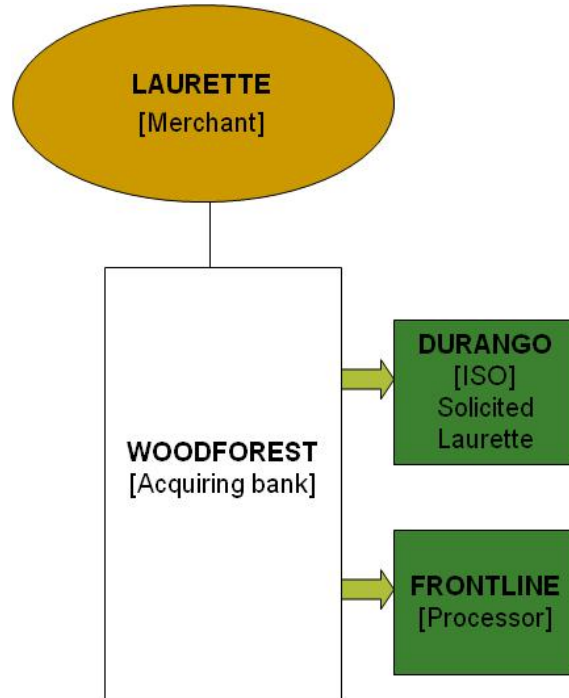 LAURETTE
[Merchant]
DURANGO
[ISO]
Solicited
Laurette
WOODFOREST
[Acquiring bank]
FRONTLINE
[Processor]